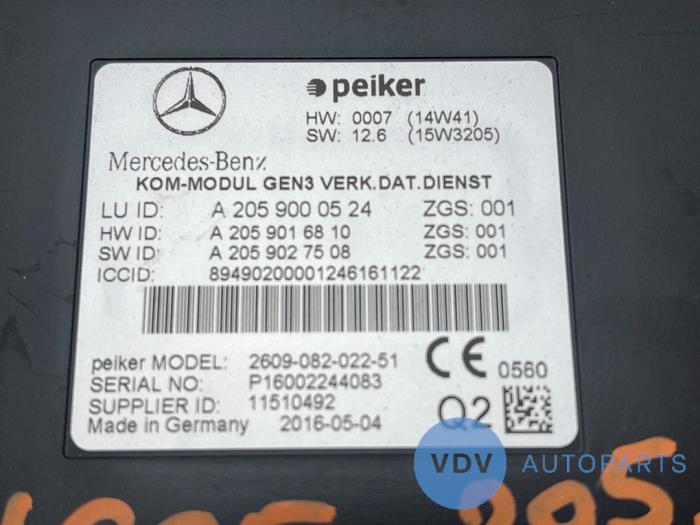 peiker
HW: 0007 (14W41)
SW: 12.6 (15W3205)
Mercedes-Benz
KOM-MODUL GEN3 VERK.DAT.DIENST
LU ID: A 205 900 05 24 ZGS: 001
HW ID: A 205 901 68 10 ZGS: 001
SW ID: A 205 902 75 08 ZGS: 001
ICCID: 89490200001246161122
peiker MODEL: 2609-082-022-51
SERIAL NO: P16002244083
SUPPLIER ID: 11510492
Made in Germany 2016-05-04
CE 0560
Q2
VDV AUTOPARTS